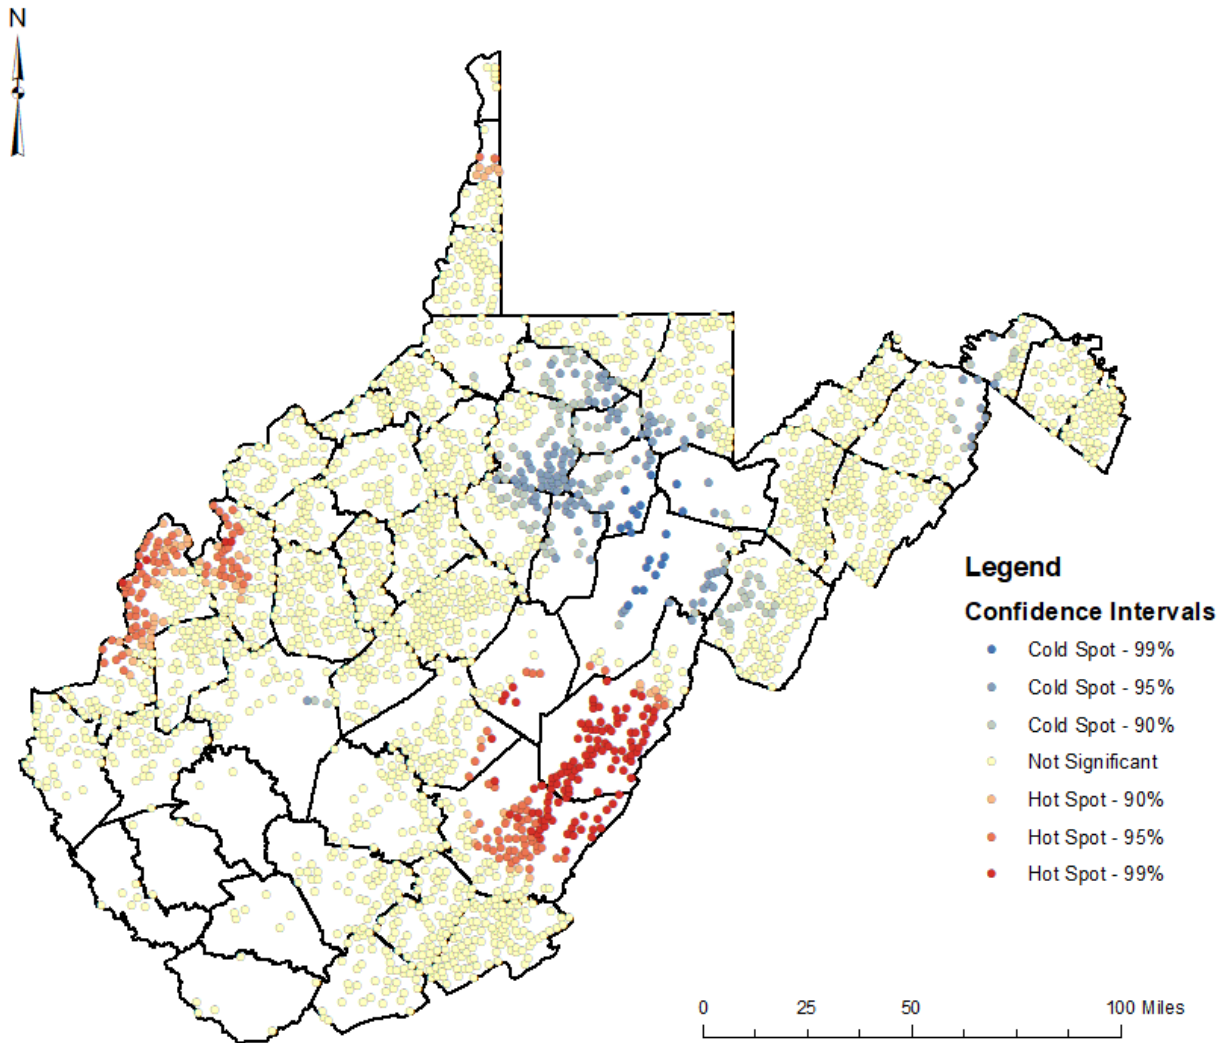 N
Legend
Confidence Intervals
Cold Spot - 99%
Cold Spot - 95%
Cold Spot - 90%
Not Significant
Hot Spot - 90%
Hot Spot - 95%
Hot Spot - 99%
0 25 50 100 Miles